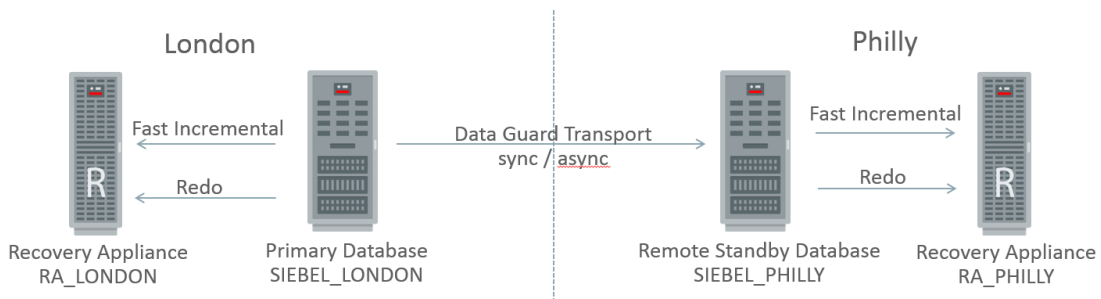 London
Philly
Fast Incremental
Data Guard Transport
sync / async
Fast Incremental
Redo
Redo
R
R
Recovery Appliance
RA_LONDON
Primary Database
SIEBEL_LONDON
Remote Standby Database
SIEBEL_PHILLY
Recovery Appliance
RA_PHILLY